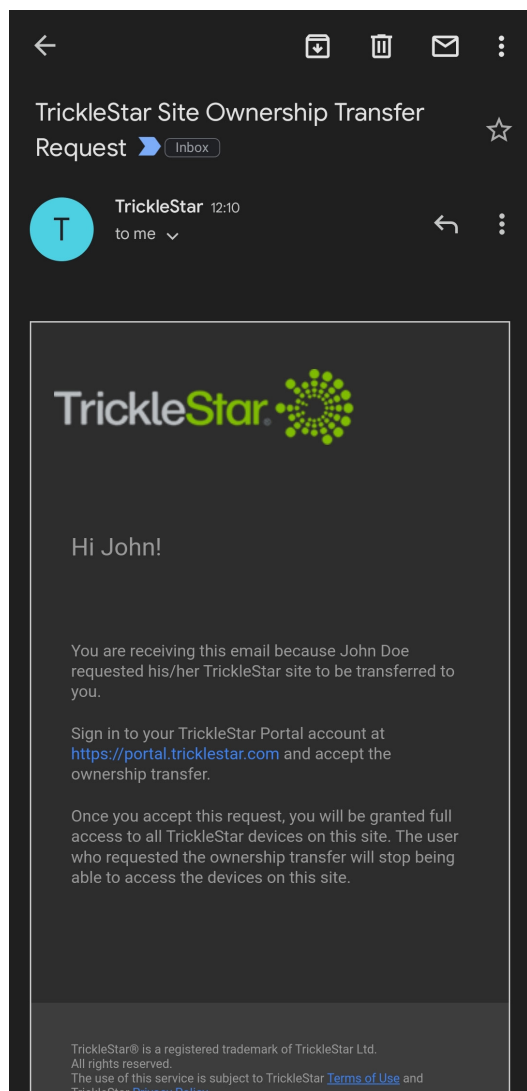 TrickleStar Site Ownership Transfer
Request Inbox
T
TrickleStar 12:10
to me
TrickleStar®
Hi John!
You are receiving this email because John Doe
requested his/her TrickleStar site to be transferred to
you.
Sign in to your TrickleStar Portal account at
https://portal.tricklestar.com and accept the
ownership transfer.
Once you accept this request, you will be granted full
access to all TrickleStar devices on this site. The user
who requested the ownership transfer will stop being
able to access the devices on this site.
TrickleStar® is a registered trademark of TrickleStar Ltd.
All rights reserved.
The use of this service is subject to TrickleStar Terms of Use and
TrickleStar Privacy Policy